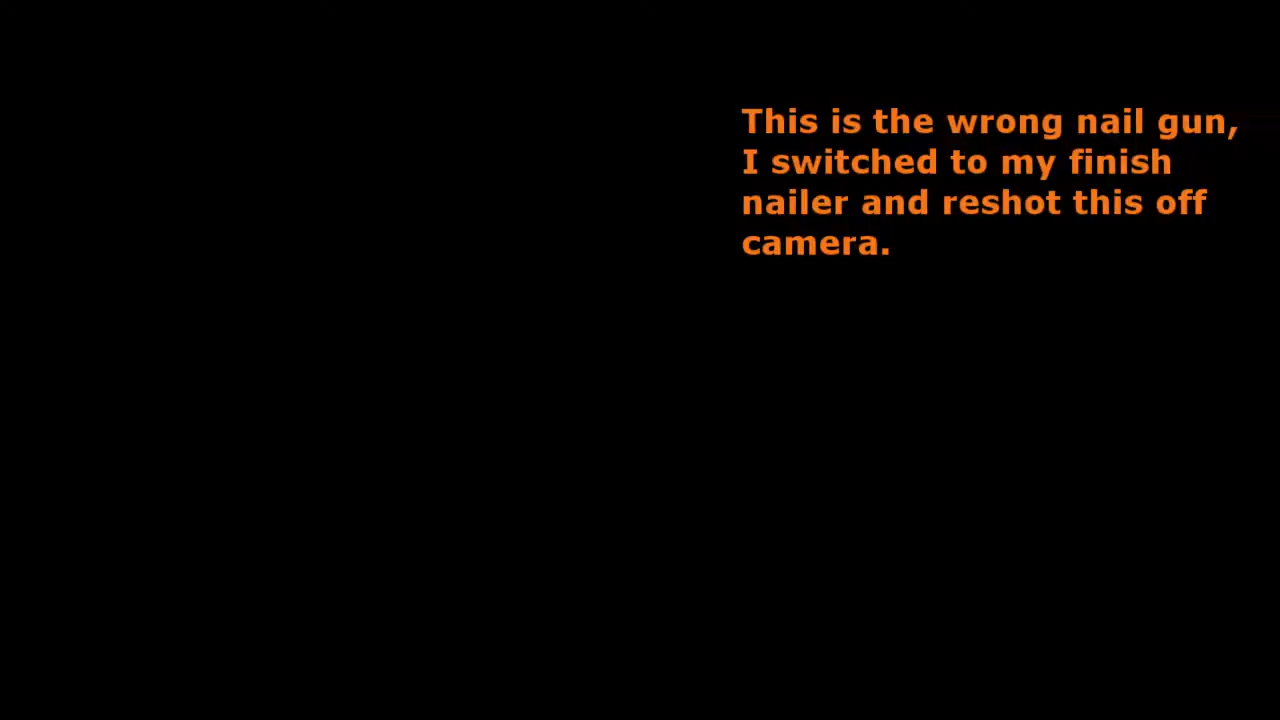 This is the wrong nail gun,
I switched to my finish
nailer and reshot this off
camera.